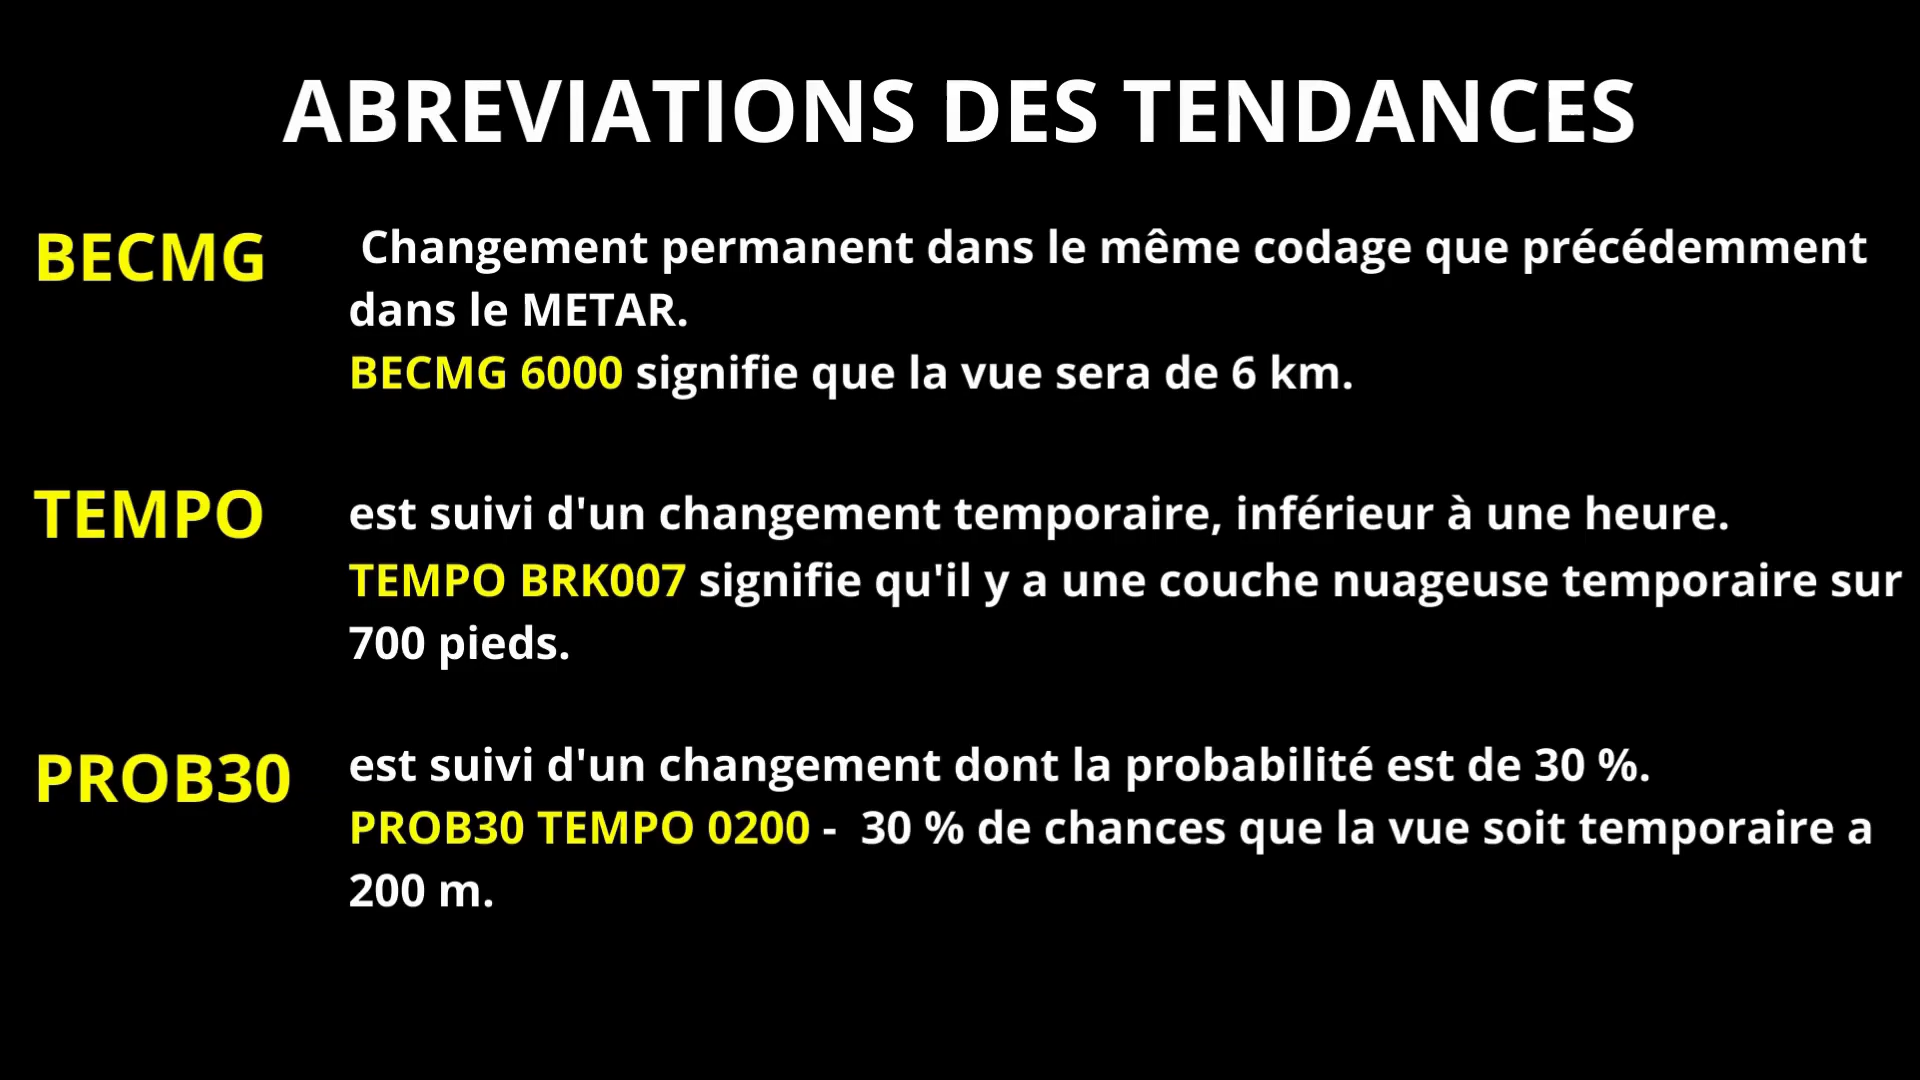 ABREVIATIONS DES TENDANCES
BECMG Changement permanent dans le même codage que précédemment
dans le METAR.
BECMG 6000 signifie que la vue sera de 6 km.
TEMPO est suivi d'un changement temporaire, inférieur à une heure.
TEMPO BRK007 signifie qu'il y a une couche nuageuse temporaire sur
700 pieds.
PROB30 est suivi d'un changement dont la probabilité est de 30 %.
PROB30 TEMPO 0200 - 30 % de chances que la vue soit temporaire a
200 m.